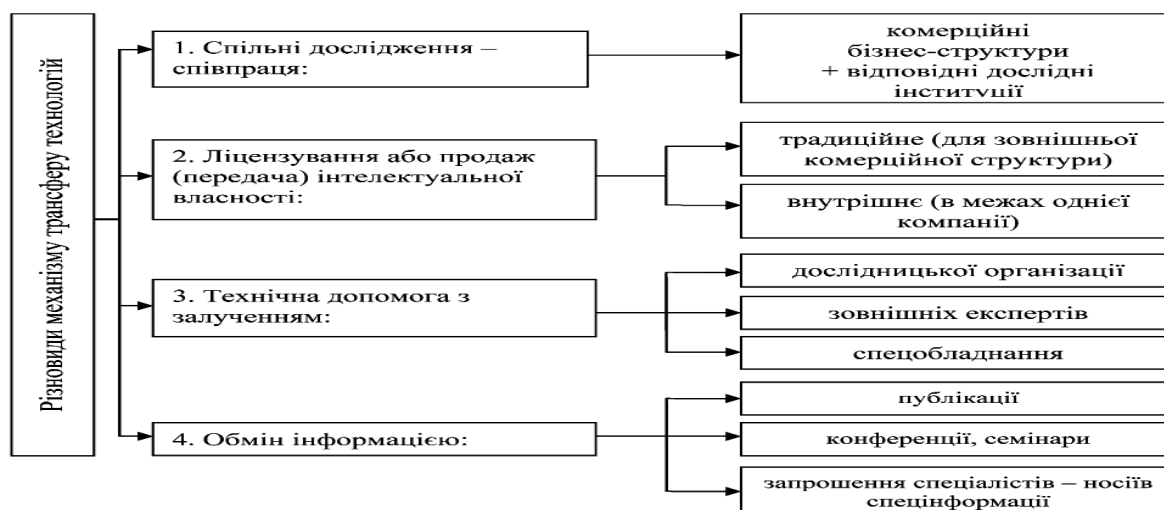 Різновиди механізму трансферу технологій
1. Спільні дослідження –
співпраця:
комерційні
бізнес-структури
+ відповідні дослідні
інституції
2. Ліцензування або продаж
(передача) інтелектуальної
власності:
традиційне (для зовнішньої
комерційної структури)
внутрішнє (в межах однієї
компанії)
3. Технічна допомога з
залученням:
дослідницької організації
зовнішніх експертів
спецобладнання
4. Обмін інформацією:
публікації
конференції, семінари
запрошення спеціалістів – носіїв
спецінформації